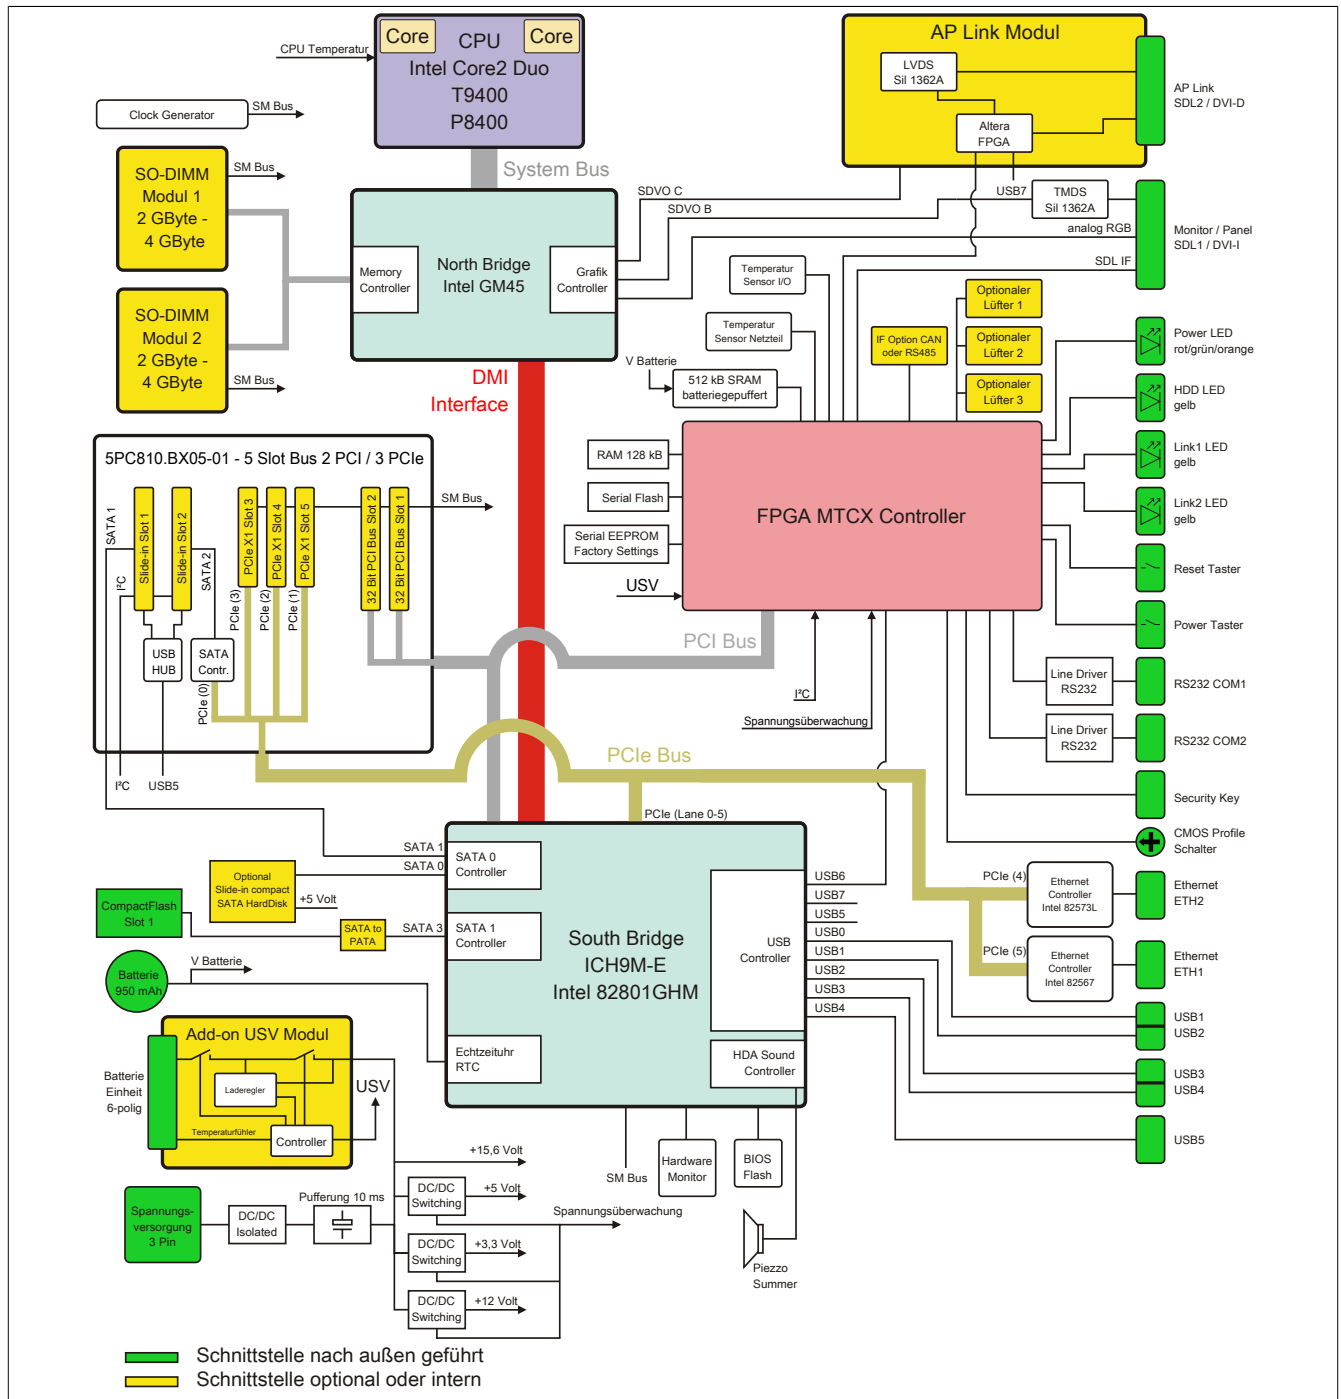 Core
CPU
Core
Intel Core2 Duo
T9400
P8400
CPU Temperatur
Clock Generator
SM Bus
SO-DIMM
Modul 1
2 GByte -
4 GByte
SM Bus
SO-DIMM
Modul 2
2 GByte -
4 GByte
SM Bus
System Bus
Memory
Controller
North Bridge
Intel GM45
Grafik
Controller
DMI
Interface
AP Link Modul
LVDS
Sil 1362A
Altera
FPGA
AP Link
SDL2 / DVI-D
SDVO C
SDVO B
USB7
TMDS
Sil 1362A
analog RGB
SDL IF
Monitor / Panel
SDL1 / DVI-I
Temperatur
Sensor I/O
Temperatur
Sensor Netzteil
V Batterie
512 kB SRAM
batteriegepuffert
IF Option CAN
oder RS485
Optionaler
Lüfter 1
Optionaler
Lüfter 2
Optionaler
Lüfter 3
Power LED
rot/grün/orange
HDD LED
gelb
Link1 LED
gelb
Link2 LED
gelb
Reset Taster
Power Taster
RAM 128 kB
Serial Flash
Serial EEPROM
Factory Settings
USV
FPGA MTCX Controller
5PC810.BX05-01 - 5 Slot Bus 2 PCI / 3 PCIe
SATA 1
I²C
Slide-in Slot 1
Slide-in Slot 2
SATA 2
PCIe X1 Slot 3
PCIe X1 Slot 4
PCIe X1 Slot 5
32 Bit PCI Bus Slot 2
32 Bit PCI Bus Slot 1
SM Bus
PCIe (3)
PCIe (2)
PCIe (1)
USB
HUB
SATA
Contr.
PCIe (0)
I²C
USB5
PCI Bus
I²C
Spannungsüberwachung
Line Driver
RS232
RS232 COM1
Line Driver
RS232
RS232 COM2
Security Key
CMOS Profile
Schalter
PCIe Bus
PCIe (Lane 0-5)
PCIe (4)
Ethernet
Controller
Intel 82573L
Ethernet
ETH2
PCIe (5)
Ethernet
Controller
Intel 82567
Ethernet
ETH1
SATA 1
SATA 0
SATA 0
Controller
Optional
Slide-in compact
SATA HardDisk
+5 Volt
CompactFlash
Slot 1
SATA to
PATA
SATA 3
SATA 1
Controller
South Bridge
ICH9M-E
Intel 82801GHM
USB
Controller
USB6
USB7
USB5
USB0
USB1
USB2
USB3
USB4
USB1
USB2
USB3
USB4
USB5
Batterie
950 mAh
V Batterie
Echtzeituhr
RTC
HDA Sound
Controller
Add-on USV Modul
Batterie
Einheit
6-polig
Laderegler
Temperaturfühler
Controller
USV
SM Bus
Hardware
Monitor
BIOS
Flash
Piezzo
Summer
+15,6 Volt
DC/DC
Switching
+5 Volt
Spannungsüberwachung
Spannungs-
versorgung
3 Pin
DC/DC
Isolated
Pufferung 10 ms
DC/DC
Switching
+3,3 Volt
DC/DC
Switching
+12 Volt
Schnittstelle nach außen geführt
Schnittstelle optional oder intern